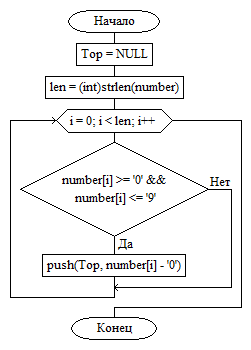 Начало
Top = NULL
len = (int)strlen(number)
i = 0; i < len; i++
number[i] >= '0' &&
number[i] <= '9'
Нет
Да
push(Top, number[i] - '0')
Конец